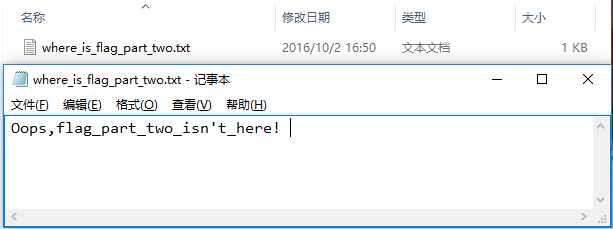 名称 修改日期 类型 大小
where_is_flag_part_two.txt 2016/10/2 16:50 文本文档 1 KB
where_is_flag_part_two.txt - 记事本
文件(F) 编辑(E) 格式(O) 查看(V) 帮助(H)
Oops,flag_part_two_isn't_here!